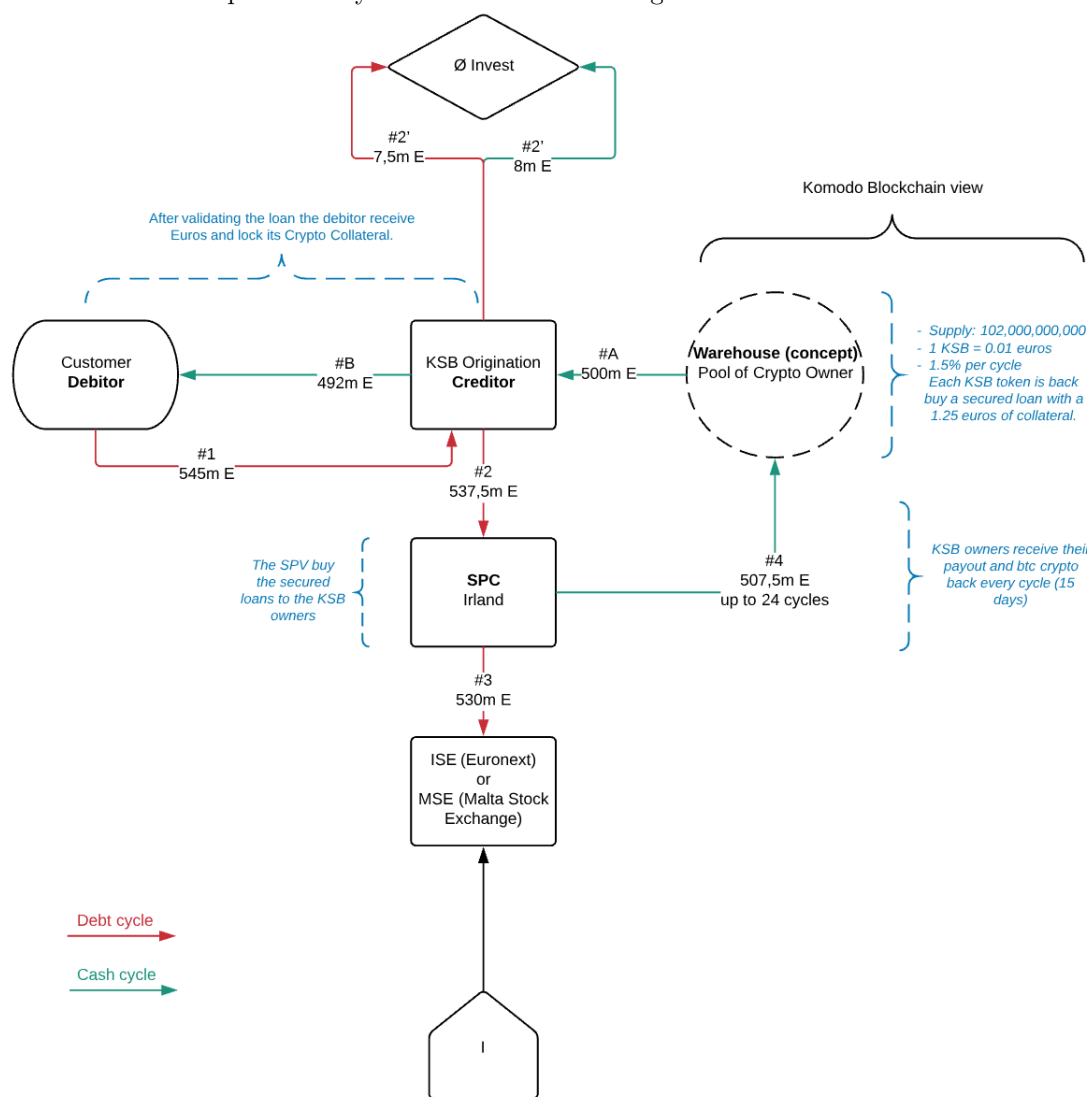 Ø Invest
#2’
7,5m E
#2’
8m E
Komodo Blockchain view
After validating the loan the debitor receive
Euros and lock its Crypto Collateral.
Customer
Debitor
#B
492m E
KSB Origination
Creditor
#A
500m E
Warehouse (concept)
Pool of Crypto Owner
- Supply: 102,000,000,000
- 1 KSB = 0.01 euros
- 1.5% per cycle
Each KSB token is back
buy a secured loan with a
1.25 euros of collateral.
#1
545m E
#2
537,5m E
The SPV buy
the secured
loans to the KSB
owners
SPC
Irland
#4
507,5m E
up to 24 cycles
KSB owners receive their
payout and btc crypto
back every cycle (15
days)
#3
530m E
ISE (Euronext)
or
MSE (Malta Stock
Exchange)
Debt cycle
Cash cycle
I